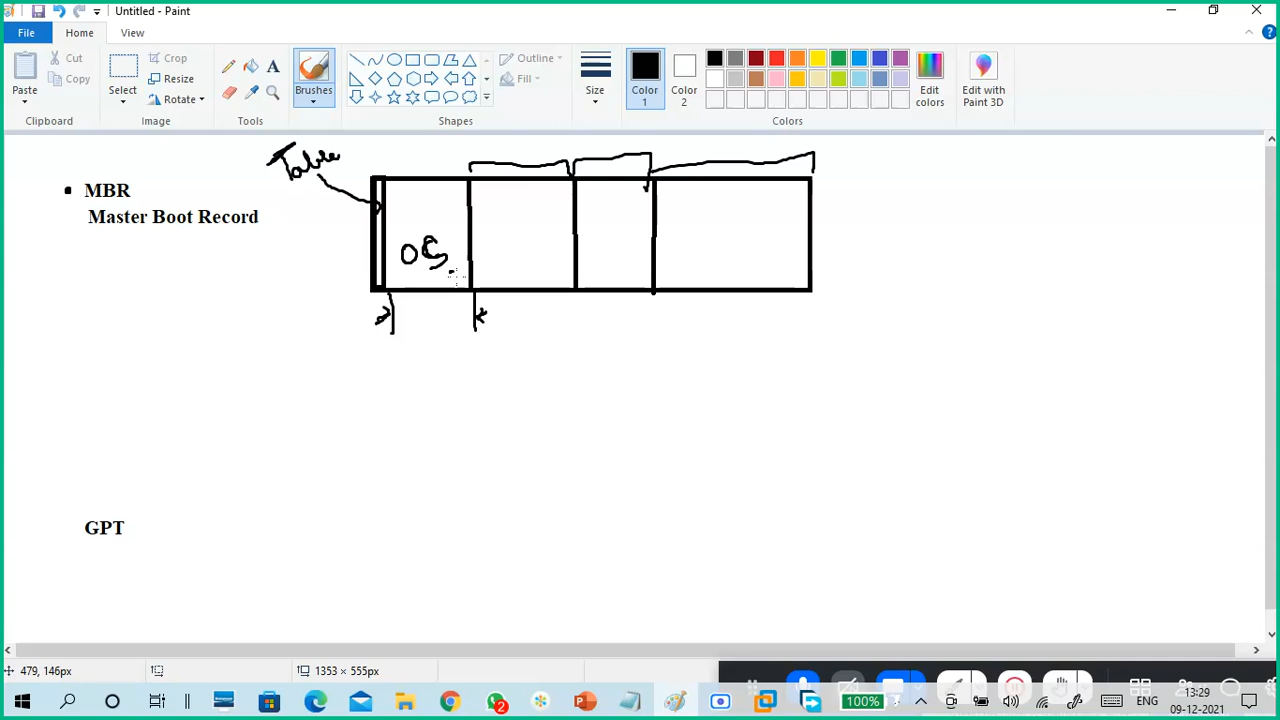 Untitled - Paint
File
Home
View
Paste
Cut
Copy
Clipboard
Select
Crop
Resize
Rotate
Image
A
Tools
Brushes
Outline
Fill
Shapes
Size
Color
1
Color
2
Edit
colors
Edit with
Paint 3D
Colors
Table
MBR
Master Boot Record
OS
GPT
479, 146px
1353 × 555px
2
100%
ENG
13:29
09-12-2021